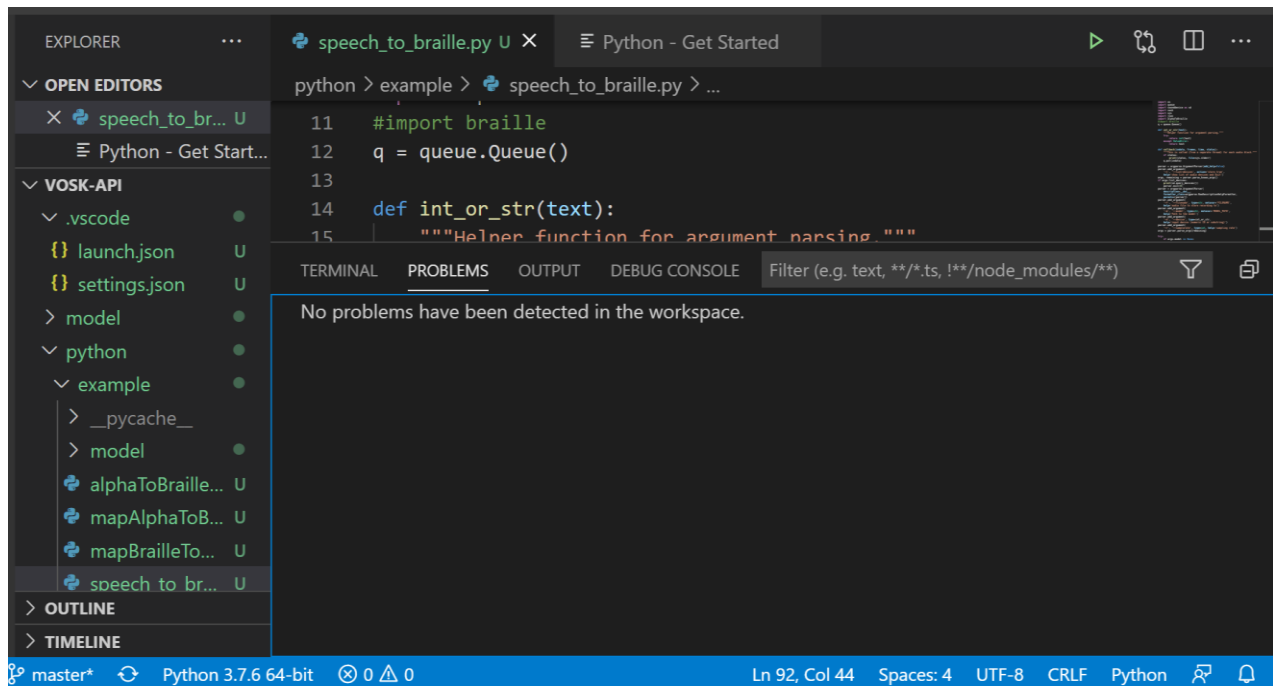 EXPLORER
OPEN EDITORS
speech_to_br... U
Python - Get Start...
VOSK-API
.vscode
{} launch.json U
{} settings.json U
model
python
example
__pycache__
model
alphaToBraille... U
mapAlphaToB... U
mapBrailleTo... U
speech_to_br... U
OUTLINE
TIMELINE
speech_to_braille.py U
Python - Get Started
python > example > speech_to_braille.py > ...
11 #import braille
12 q = queue.Queue()
13
14 def int_or_str(text):
15 """Helper function for argument parsing."""
TERMINAL PROBLEMS OUTPUT DEBUG CONSOLE Filter (e.g. text, **/*.ts, !**/node_modules/**)
No problems have been detected in the workspace.
master* Python 3.7.6 64-bit 0 0 Ln 92, Col 44 Spaces: 4 UTF-8 CRLF Python